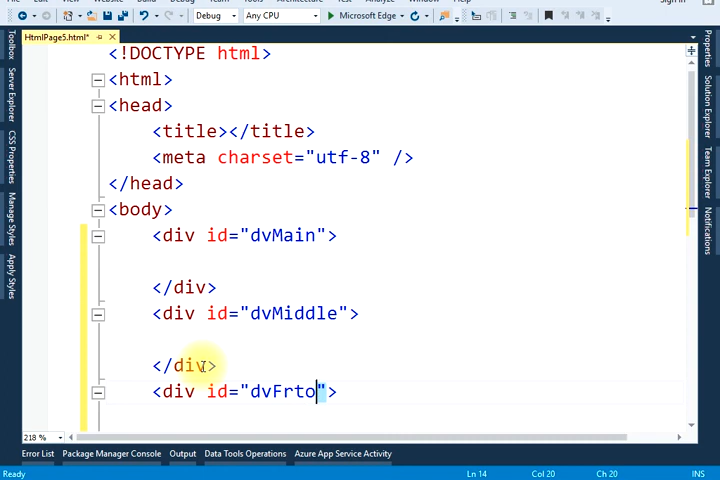 Debug
Any CPU
Microsoft Edge
HtmlPage5.html*
<!DOCTYPE html>
<html>
<head>
<title></title>
<meta charset="utf-8" />
</head>
<body>
<div id="dvMain">
</div>
<div id="dvMiddle">
</div>
<div id="dvFrto">
Toolbox
Server Explorer
CSS Properties
Manage Styles
Apply Styles
Properties
Solution Explorer
Team Explorer
Notifications
218 %
Error List
Package Manager Console
Output
Data Tools Operations
Azure App Service Activity
Ready
Ln 14
Col 20
Ch 20
INS